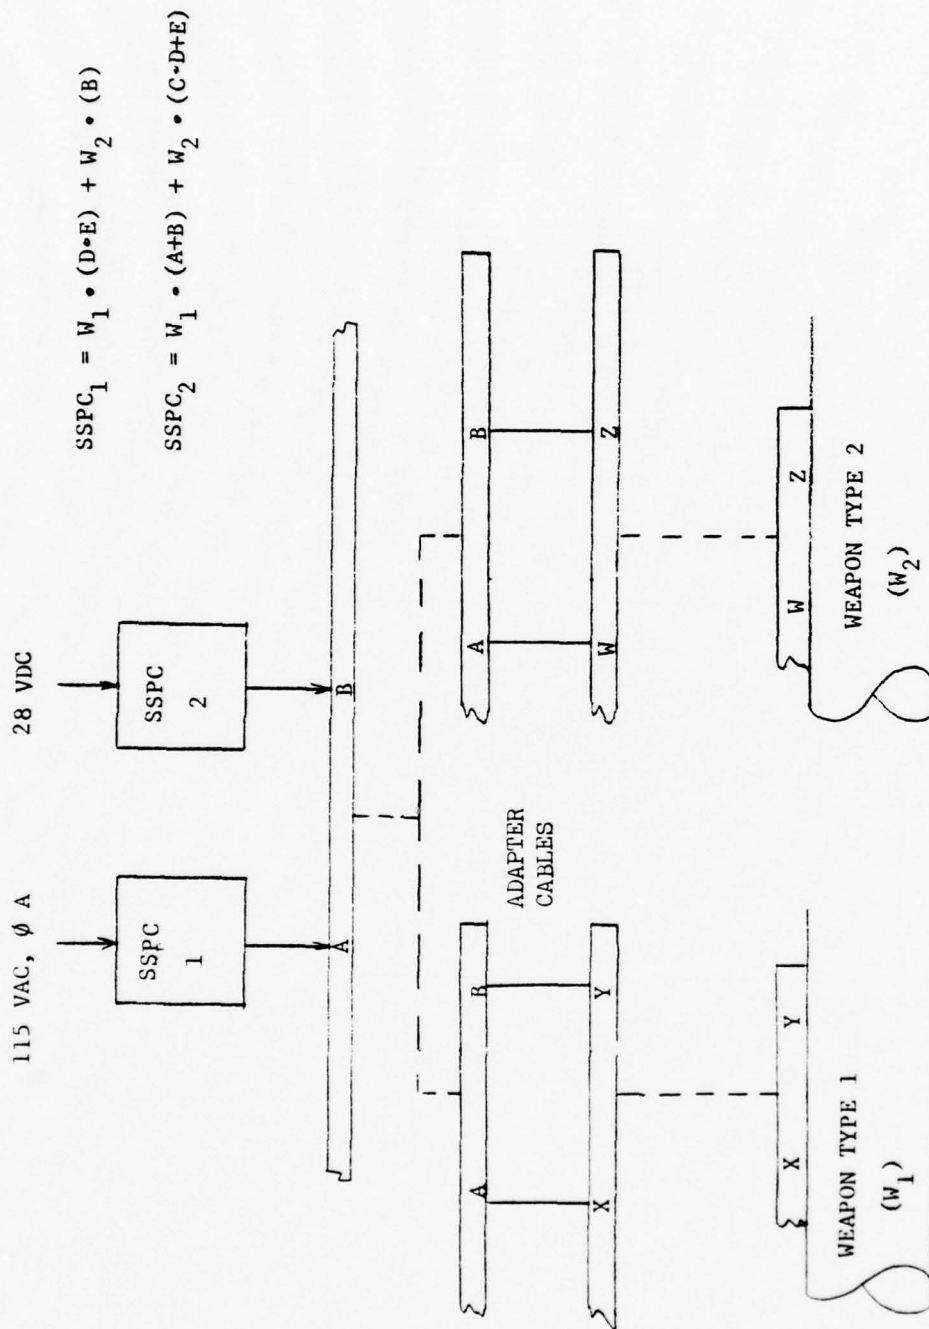 115 VAC, ϕ A
28 VDC
SSPC₁ = W₁ • (D•E) + W₂ • (B)
SSPC₂ = W₁ • (A+B) + W₂ • (C•D+E)
SSPC
1
SSPC
2
A
B
A
B
A
B
ADAPTER
CABLES
X
Y
W
Z
X
Y
W
Z
WEAPON TYPE 1
(W₁)
WEAPON TYPE 2
(W₂)